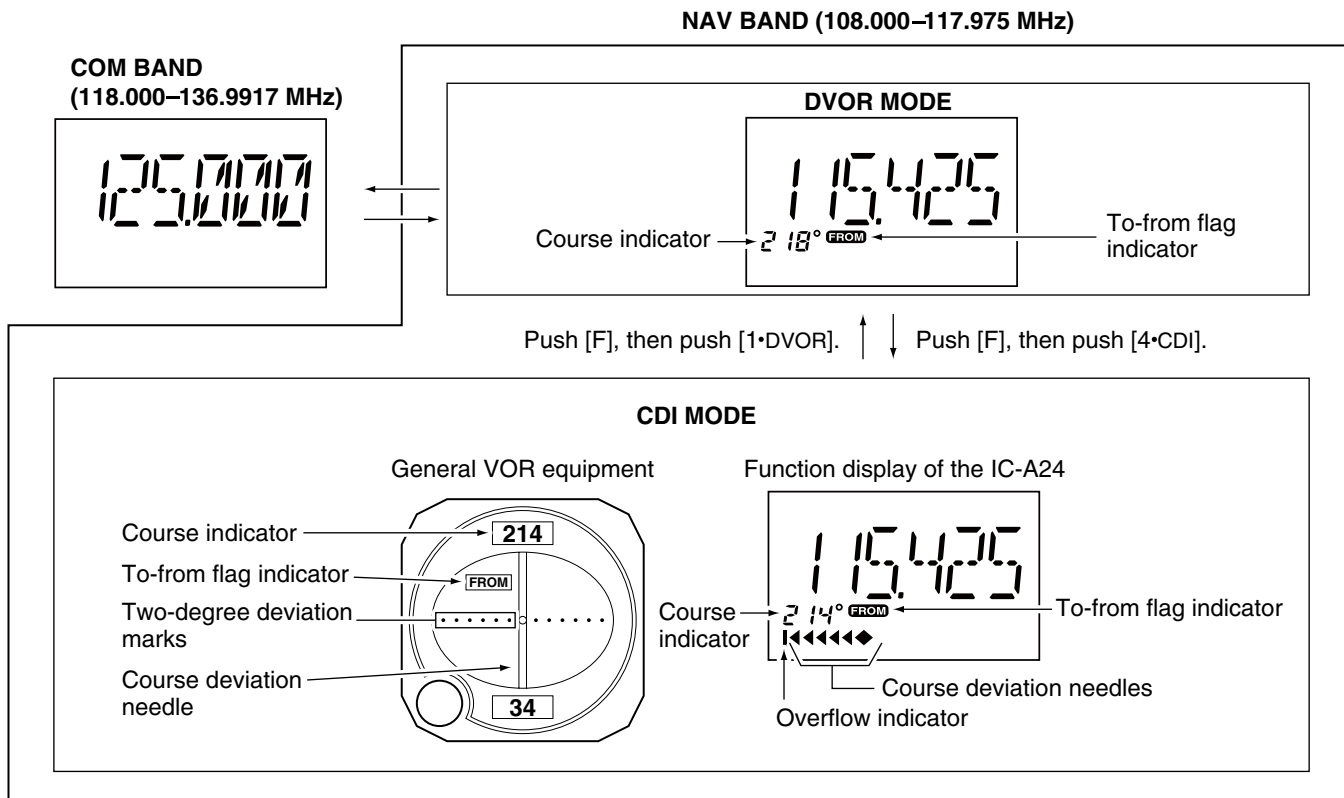 NAV BAND (108.000–117.975 MHz)
COM BAND
(118.000–136.9917 MHz)
125.000
DVOR MODE
115.425
Course indicator
218° FROM
To-from flag
indicator
Push [F], then push [1•DVOR].
Push [F], then push [4•CDI].
CDI MODE
General VOR equipment
Course indicator
214
To-from flag indicator
FROM
Two-degree deviation
marks
Course deviation
needle
34
Function display of the IC-A24
115.425
Course
indicator
214° FROM
To-from flag indicator
Course deviation needles
Overflow indicator